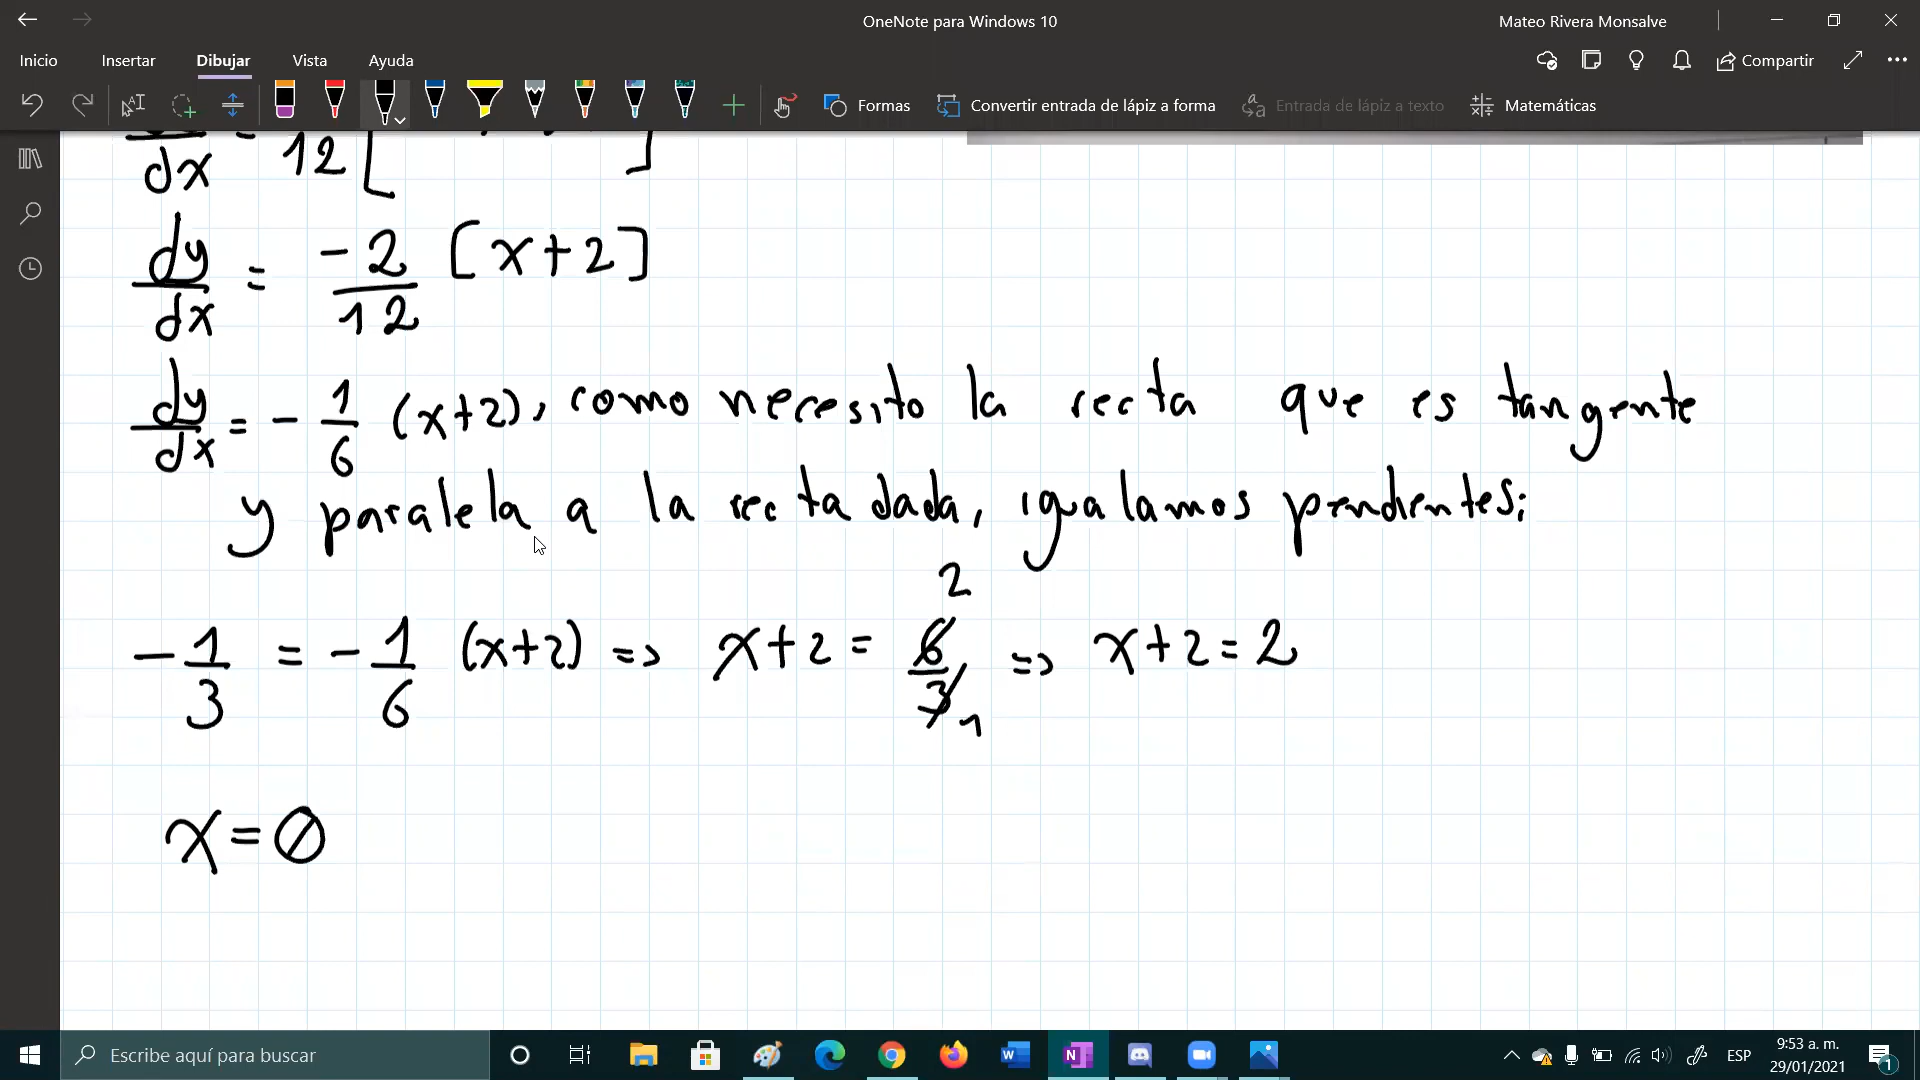 OneNote para Windows 10
Mateo Rivera Monsalve
Inicio Insertar Dibujar Vista Ayuda
Compartir
Formas Convertir entrada de lápiz a forma Entrada de lápiz a texto Matemáticas
dx 12 [ ]
dy/dx = -2/12 [x+2]
dy/dx = - 1/6 (x+2), como necesito la recta que es tangente
y paralela a la recta dada, igualamos pendientes;
-1/3 = -1/6 (x+2) => x+2 = 6/3 2 1 => x+2=2
x=0
Escribe aquí para buscar
ESP
9:53 a. m.
29/01/2021
1